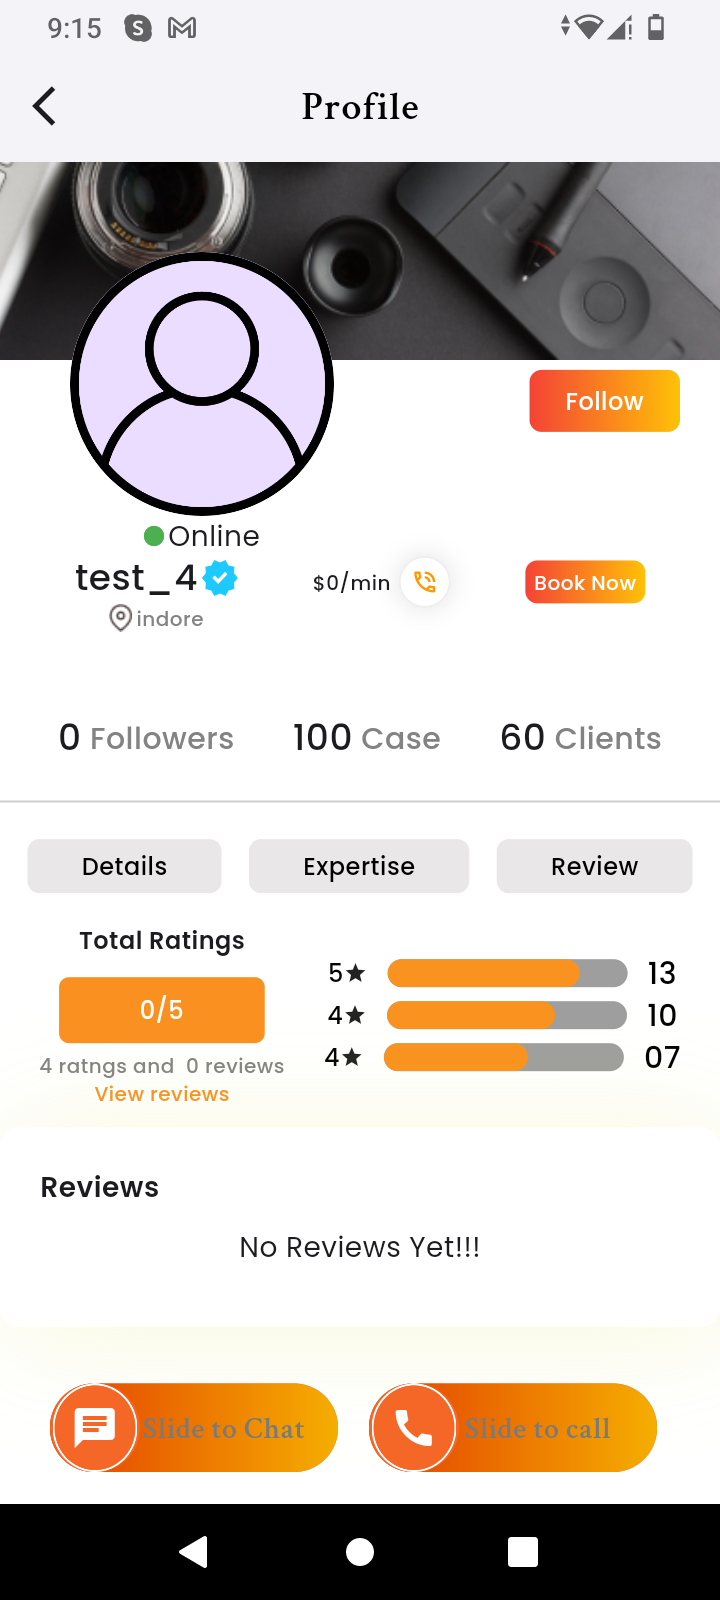 9:15
Profile
Follow
Online
test_4
$0/min
Book Now
indore
0 Followers
100 Case
60 Clients
Details
Expertise
Review
Total Ratings
0/5
4 ratngs and  0 reviews
View reviews
5★ 13
4★ 10
4★ 07
Reviews
No Reviews Yet!!!
Slide to Chat
Slide to call